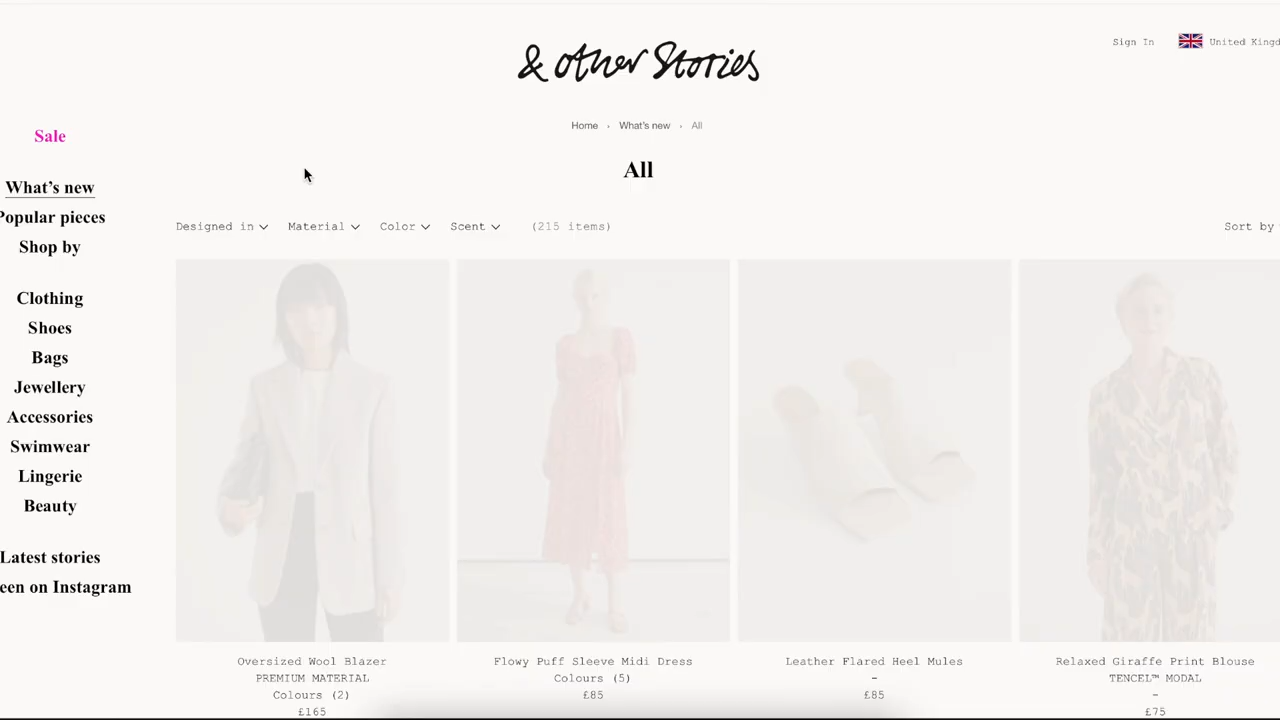 & other Stories
Sign In
United Kingd
Home › What's new › All
All
Sale
What's new
Popular pieces
Shop by
Clothing
Shoes
Bags
Jewellery
Accessories
Swimwear
Lingerie
Beauty
Latest stories
een on Instagram
Designed in
Material
Color
Scent
(215 items)
Sort by
Oversized Wool Blazer
PREMIUM MATERIAL
Colours (2)
£165
Flowy Puff Sleeve Midi Dress
Colours (5)
£85
Leather Flared Heel Mules
-
£85
Relaxed Giraffe Print Blouse
TENCEL™ MODAL
-
£75